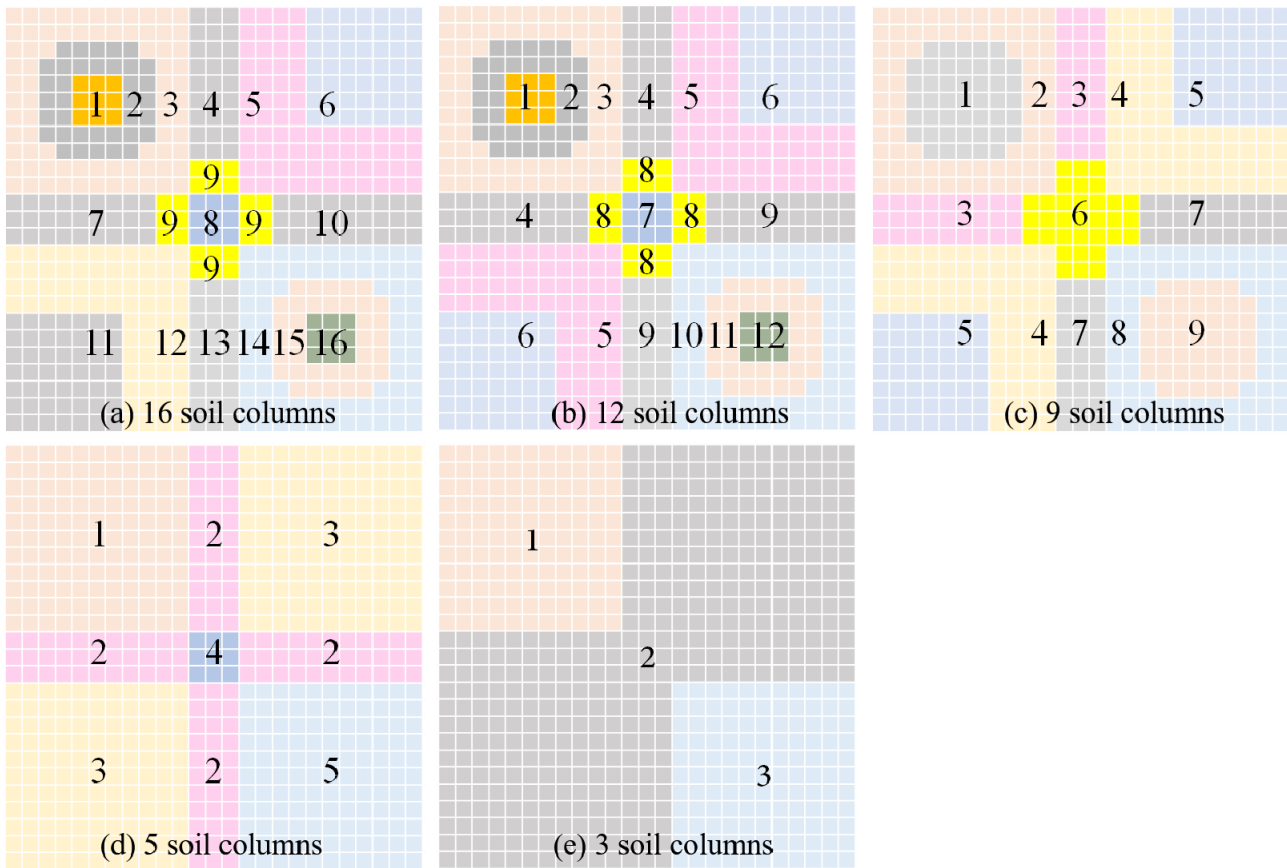 1 2 3 4 5 6
9
7 9 8 9 10
9
11 12 13 14 15 16
(a) 16 soil columns
1 2 3 4 5 6
8
4 8 7 8 9
8
6 5 9 10 11 12
(b) 12 soil columns
1 2 3 4 5
3 6 7
5 4 7 8 9
(c) 9 soil columns
1 2 3
2 4 2
3 2 5
(d) 5 soil columns
1
2
3
(e) 3 soil columns